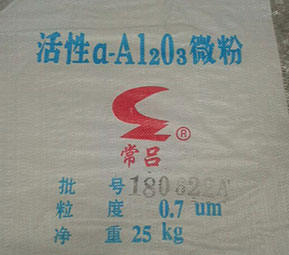 活性α-Al₂O₃微粉
®
常吕
批 号 180622A
粒 度 0.7 um
净 重 25 kg